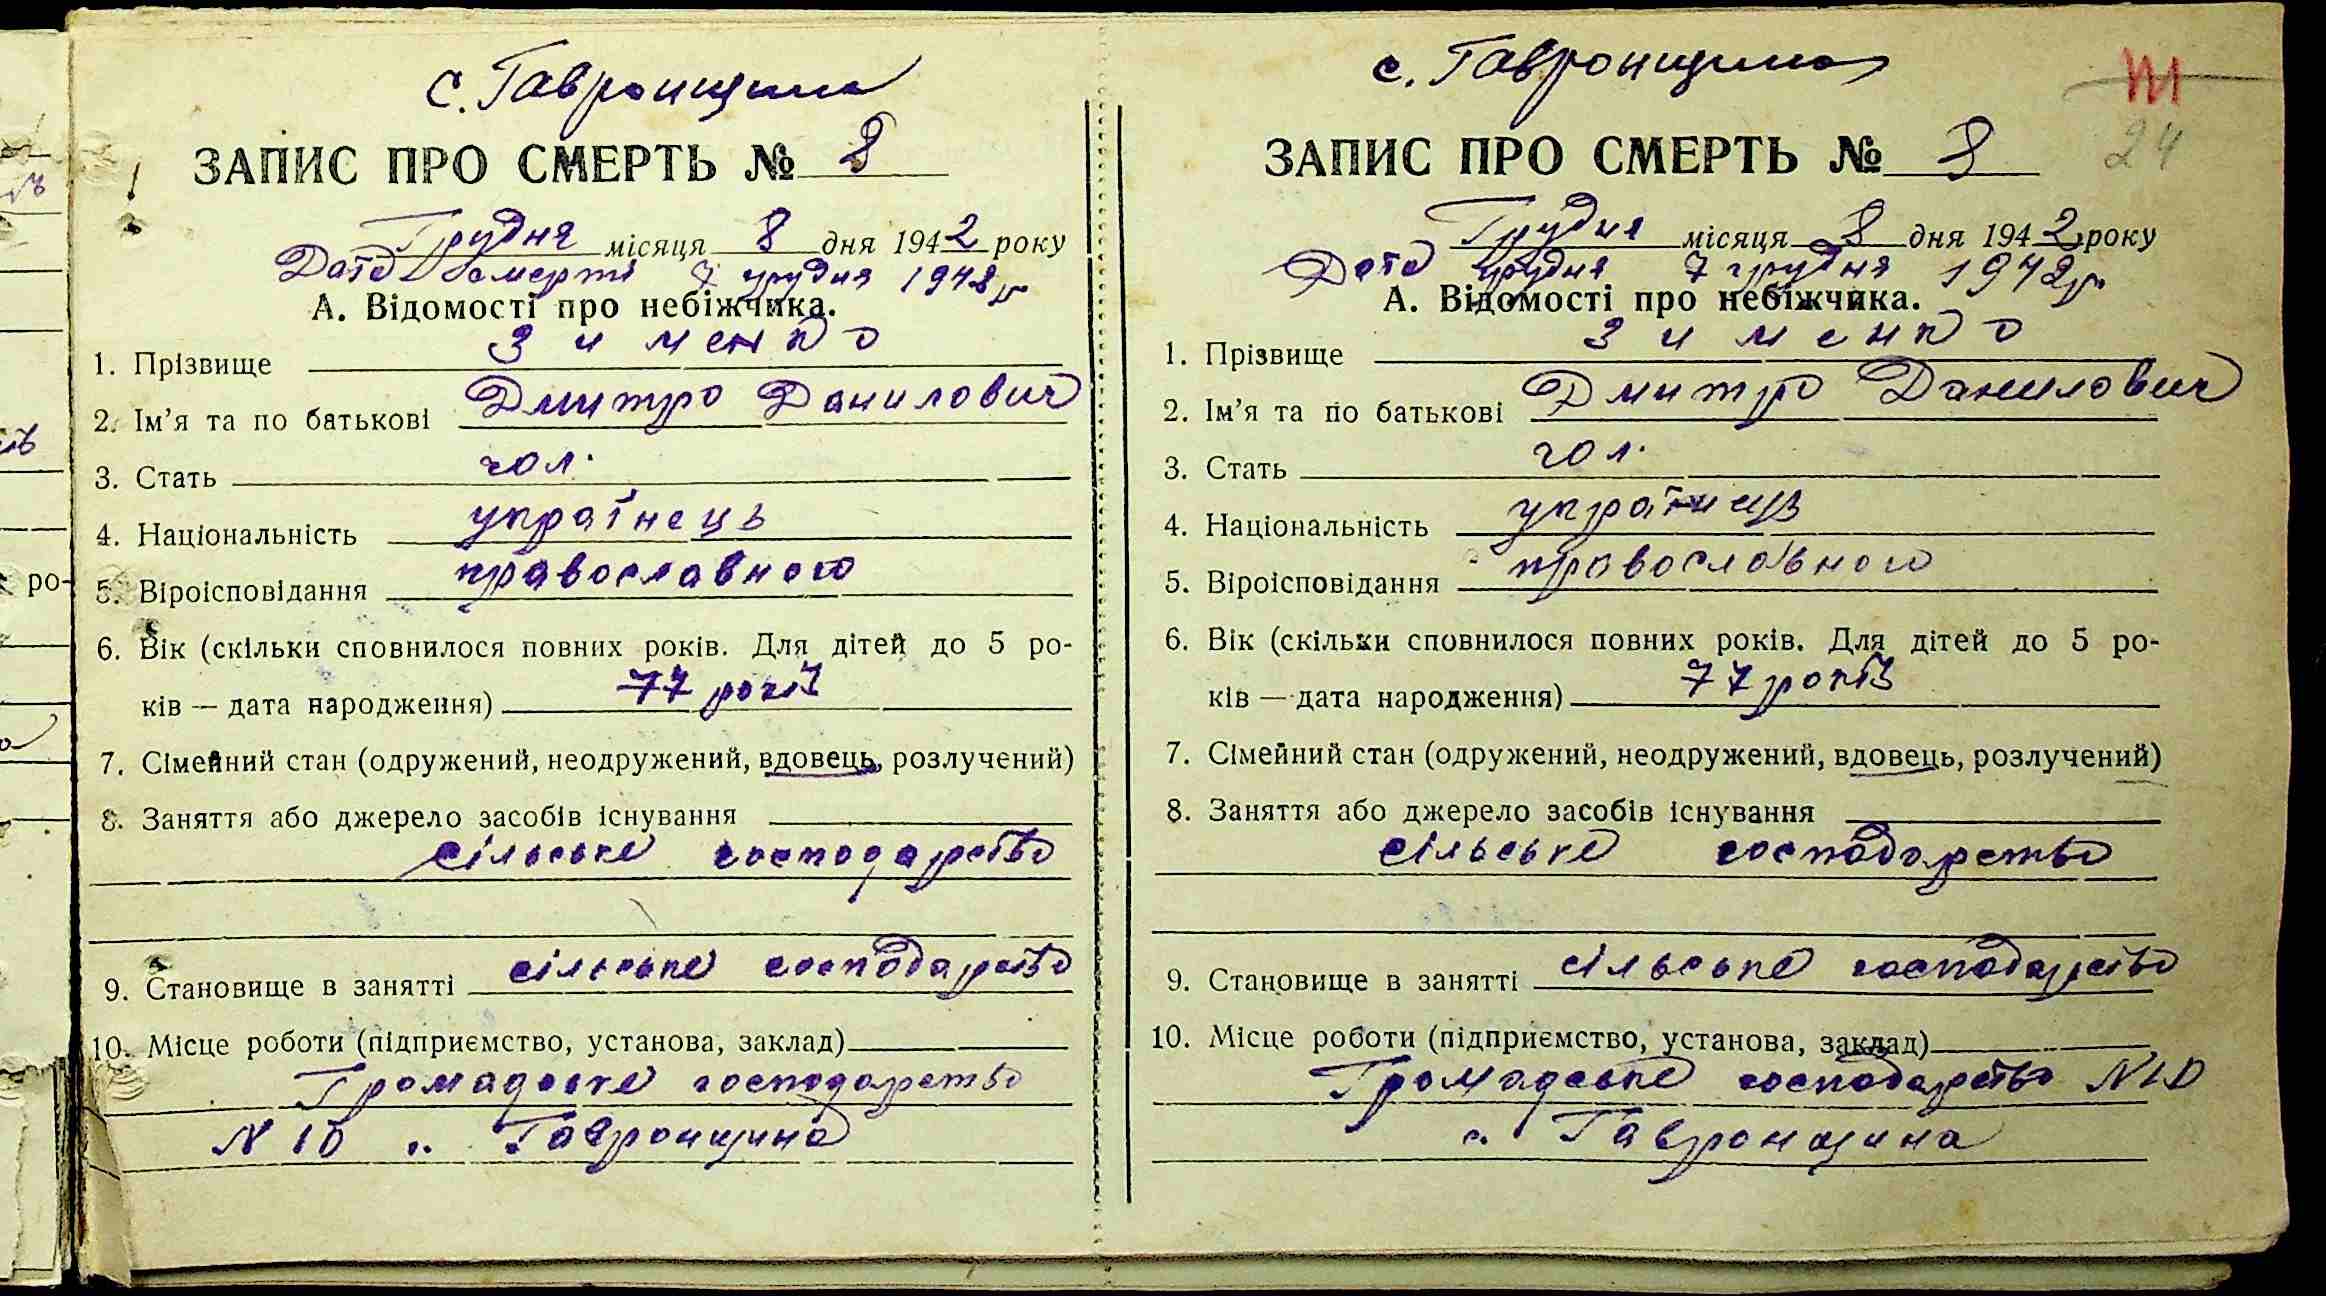 с. Гавронщина
ЗАПИС ПРО СМЕРТЬ № 8
Грудня місяця 8 дня 1942 року
Дата смерті 7 грудня 1942 р
А. Відомості про небіжчика.
1. Прізвище Зименко
2. Ім'я та по батькові Дмитро Данилович
3. Стать чол.
4. Національність українець
5. Віроісповідання православного
6. Вік (скільки сповнилося повних років. Для дітей до 5 ро-
ків — дата народження) 77 років
7. Сімейний стан (одружений, неодружений, вдовець, розлучений)
8. Заняття або джерело засобів існування
сільське господарство
9. Становище в занятті сільське господарство
10. Місце роботи (підприємство, установа, заклад)
Громадське господарство
N 10 с. Гавронщина
с. Гавронщина
24
ЗАПИС ПРО СМЕРТЬ № 8
Грудня місяця 8 дня 1942 року
Дата грудня 7 грудня 1942р.
А. Відомості про небіжчика.
1. Прізвище Зименко
2. Ім'я та по батькові Дмитро Данилович
3. Стать чол.
4. Національність українець
5. Віроісповідання православного
6. Вік (скільки сповнилося повних років. Для дітей до 5 ро-
ків — дата народження) 77 років
7. Сімейний стан (одружений, неодружений, вдовець, розлучений)
8. Заняття або джерело засобів існування
сільське господарство
9. Становище в занятті сільське господарство
10. Місце роботи (підприємство, установа, заклад)
Громадське господарство N 10
с. Гавронщина
ро-